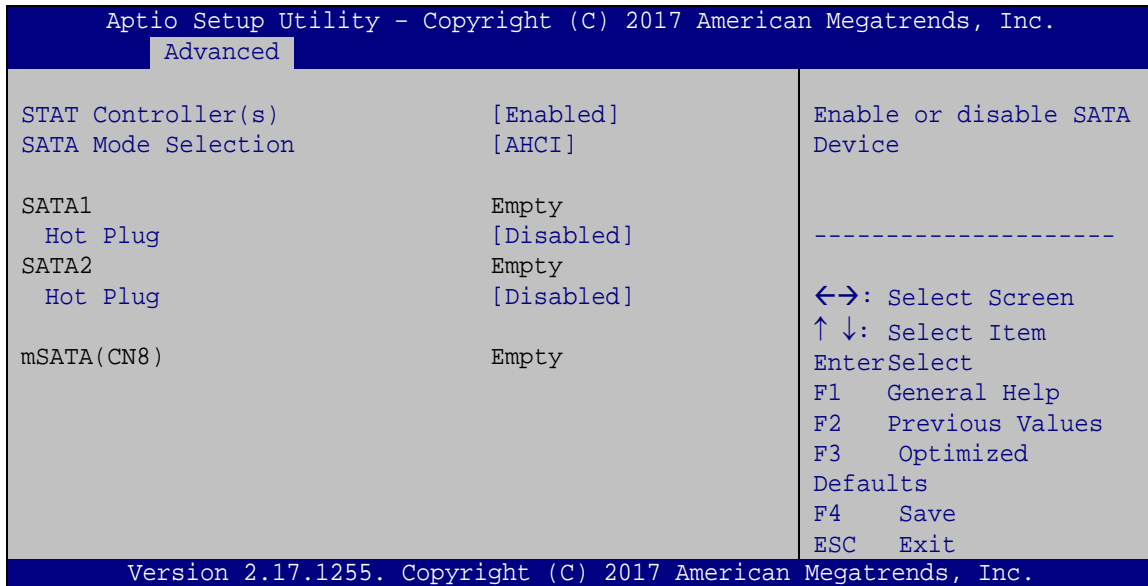 Aptio Setup Utility – Copyright (C) 2017 American Megatrends, Inc.
Advanced
STAT Controller(s) [Enabled]
SATA Mode Selection [AHCI]
SATA1 Empty
Hot Plug [Disabled]
SATA2 Empty
Hot Plug [Disabled]
mSATA(CN8) Empty
Enable or disable SATA
Device
---------------------
←→: Select Screen
↑ ↓: Select Item
EnterSelect
F1 General Help
F2 Previous Values
F3 Optimized
Defaults
F4 Save
ESC Exit
Version 2.17.1255. Copyright (C) 2017 American Megatrends, Inc.